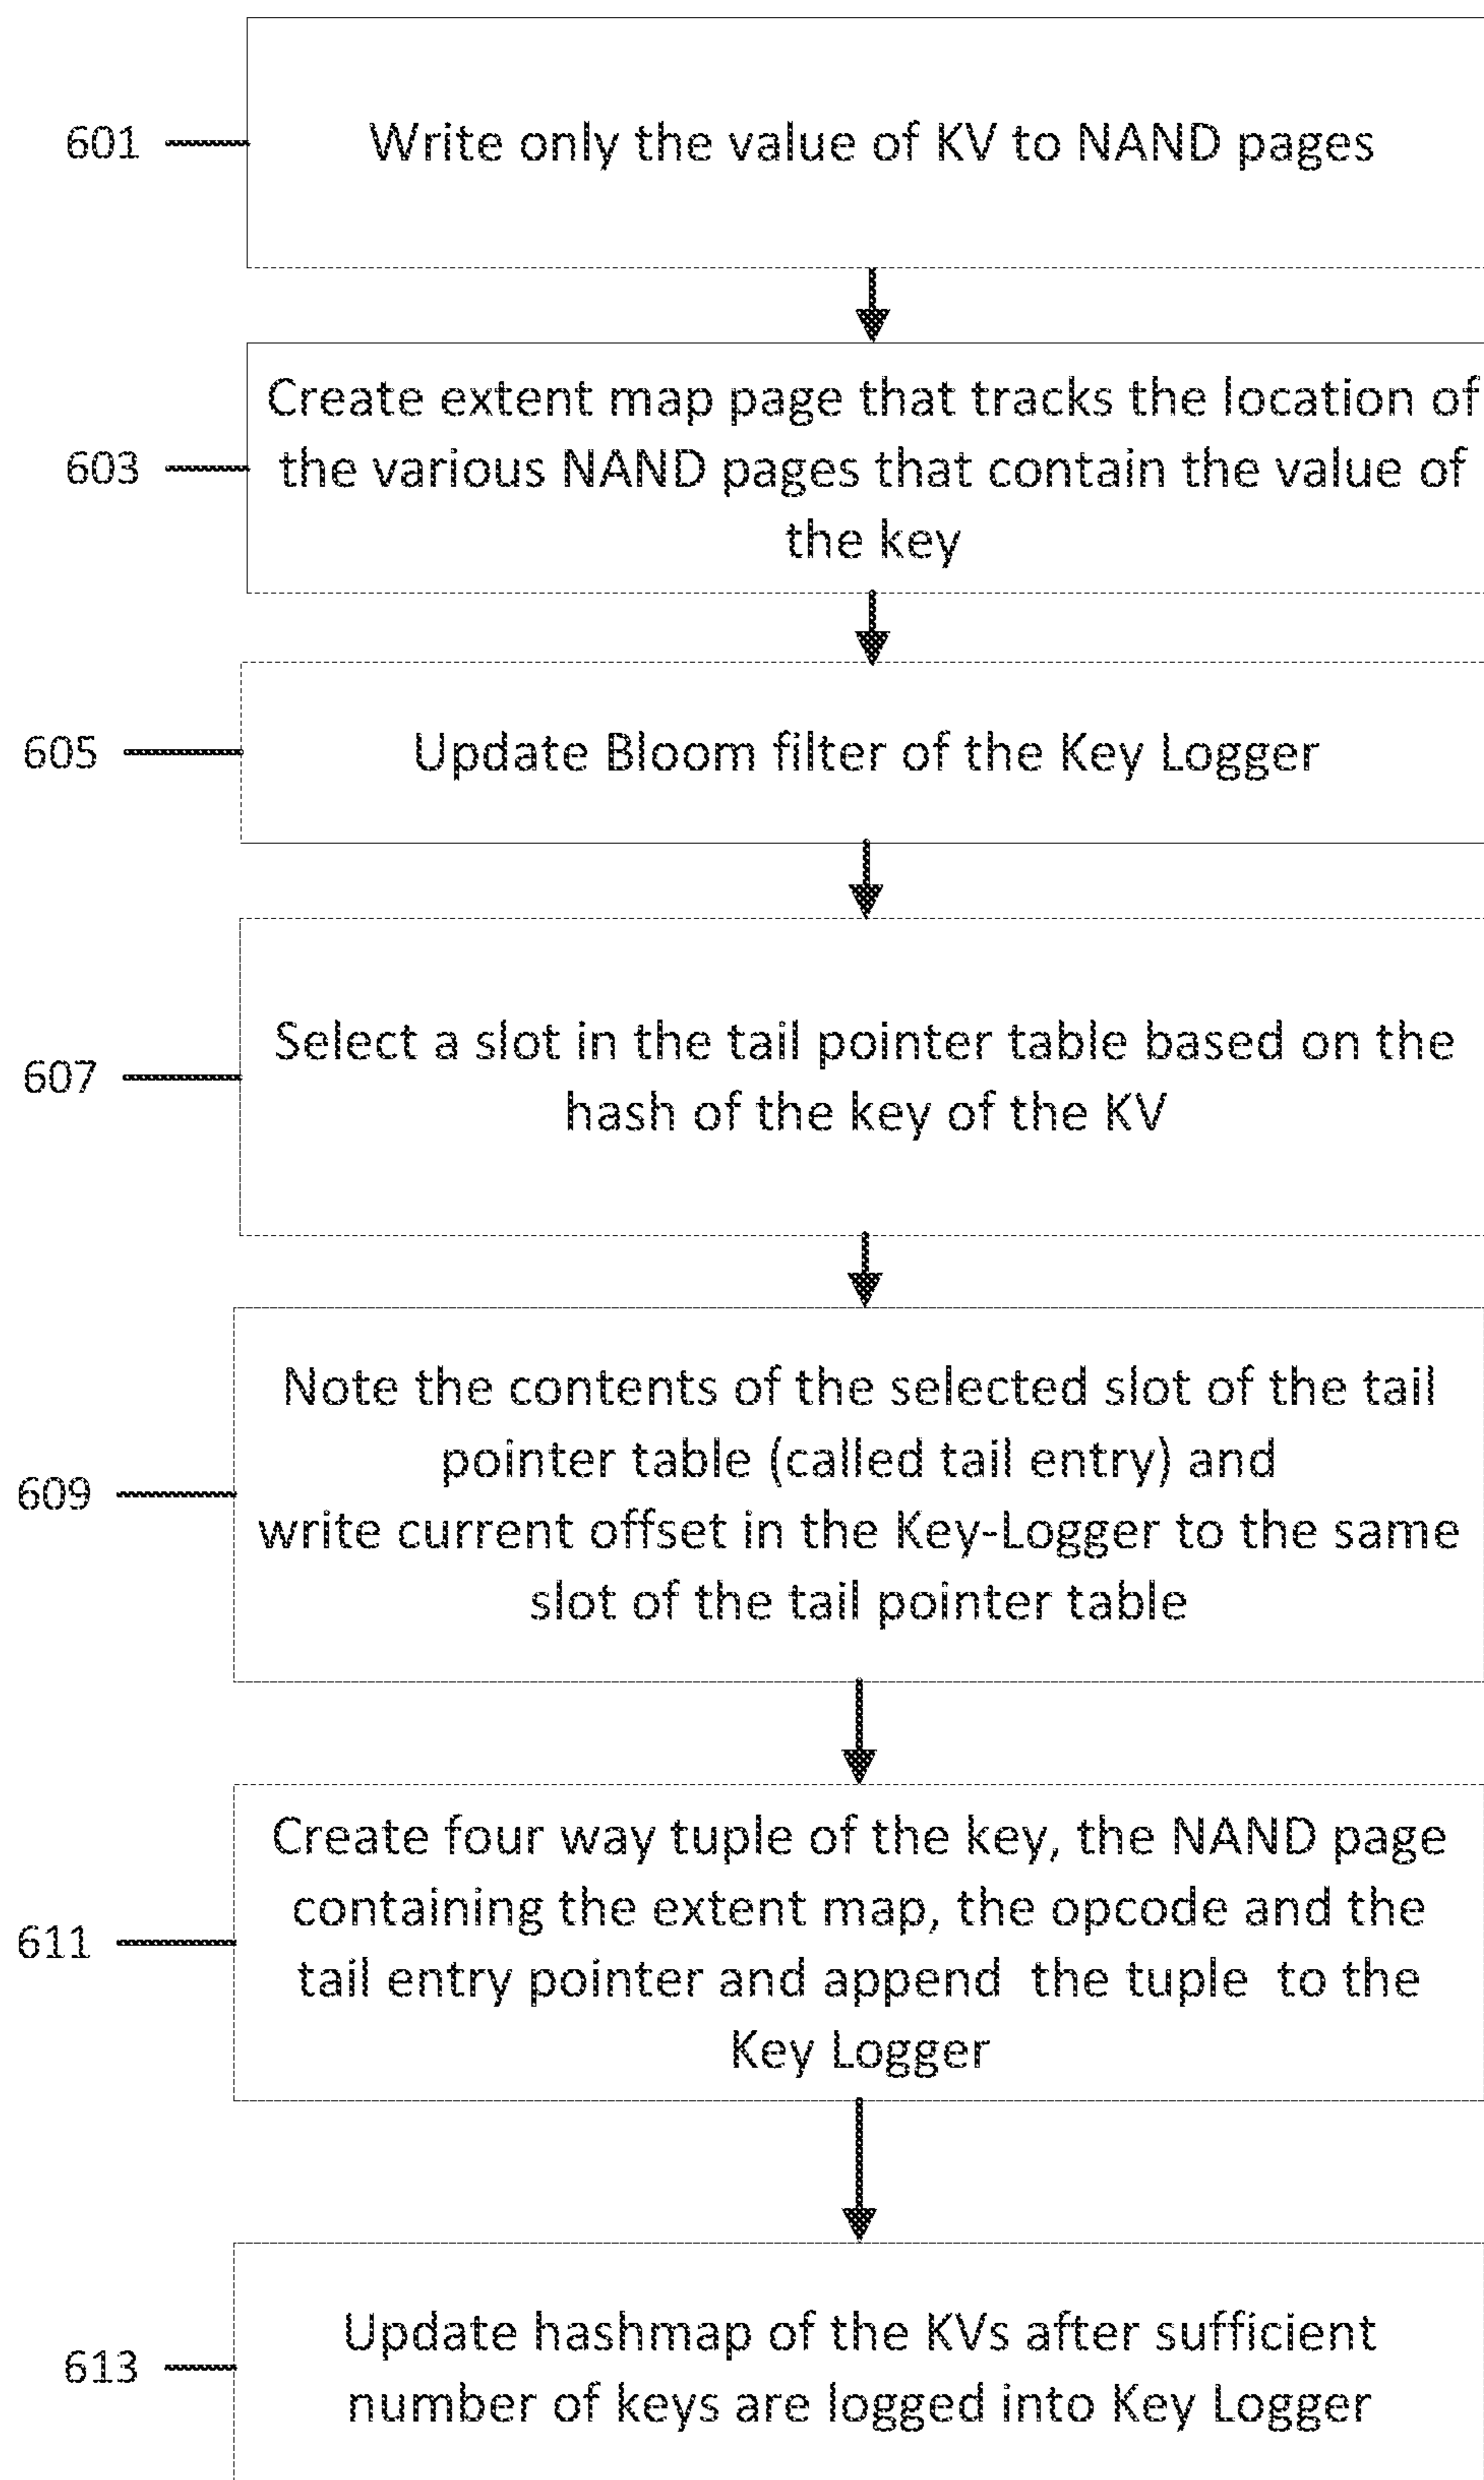 601
Write only the value of KV to NAND pages
603
Create extent map page that tracks the location of
the various NAND pages that contain the value of
the key
605
Update Bloom filter of the Key Logger
607
Select a slot in the tail pointer table based on the
hash of the key of the KV
609
Note the contents of the selected slot of the tail
pointer table (called tail entry) and
write current offset in the Key-Logger to the same
slot of the tail pointer table
611
Create four way tuple of the key, the NAND page
containing the extent map, the opcode and the
tail entry pointer and append the tuple to the
Key Logger
613
Update hashmap of the KVs after sufficient
number of keys are logged into Key Logger